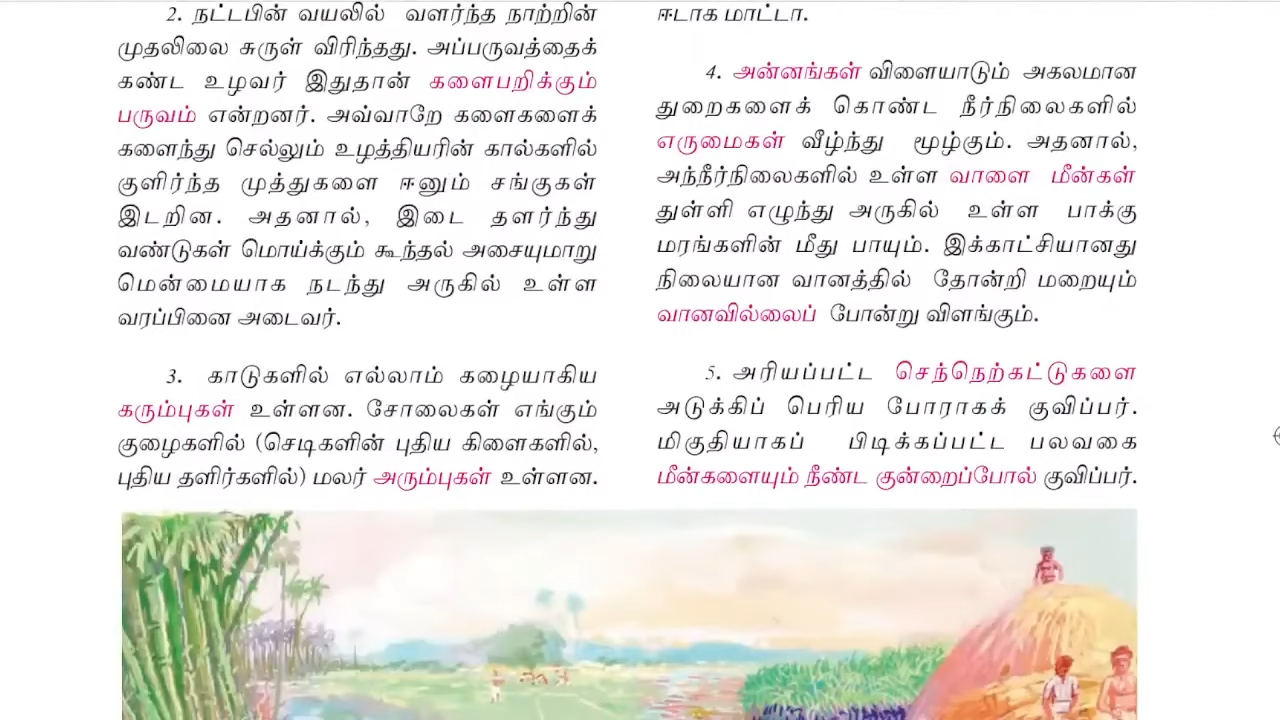 2. நட்டபின் வயலில் வளர்ந்த நாற்றின்
முதலிலை சுருள் விரிந்தது. அப்பருவத்தைக்
கண்ட உழவர் இதுதான் களைபறிக்கும்
பருவம் என்றனர். அவ்வாறே களைகளைக்
களைந்து செல்லும் உழத்தியரின் கால்களில்
குளிர்ந்த முத்துகளை ஈனும் சங்குகள்
இடறின. அதனால், இடை தளர்ந்து
வண்டுகள் மொய்க்கும் கூந்தல் அசையுமாறு
மென்மையாக நடந்து அருகில் உள்ள
வரப்பினை அடைவர்.
3. காடுகளில் எல்லாம் கழையாகிய
கரும்புகள் உள்ளன. சோலைகள் எங்கும்
குழைகளில் (செடிகளின் புதிய கிளைகளில்,
புதிய தளிர்களில்) மலர் அரும்புகள் உள்ளன.
ஈடாக மாட்டா.
4. அன்னங்கள் விளையாடும் அகலமான
துறைகளைக் கொண்ட நீர்நிலைகளில்
எருமைகள் வீழ்ந்து மூழ்கும். அதனால்,
அந்நீர்நிலைகளில் உள்ள வாளை மீன்கள்
துள்ளி எழுந்து அருகில் உள்ள பாக்கு
மரங்களின் மீது பாயும். இக்காட்சியானது
நிலையான வானத்தில் தோன்றி மறையும்
வானவில்லைப் போன்று விளங்கும்.
5. அரியப்பட்ட செந்நெற்கட்டுகளை
அடுக்கிப் பெரிய போராகக் குவிப்பர்.
மிகுதியாகப் பிடிக்கப்பட்ட பலவகை
மீன்களையும் நீண்ட குன்றைப்போல் குவிப்பர்.